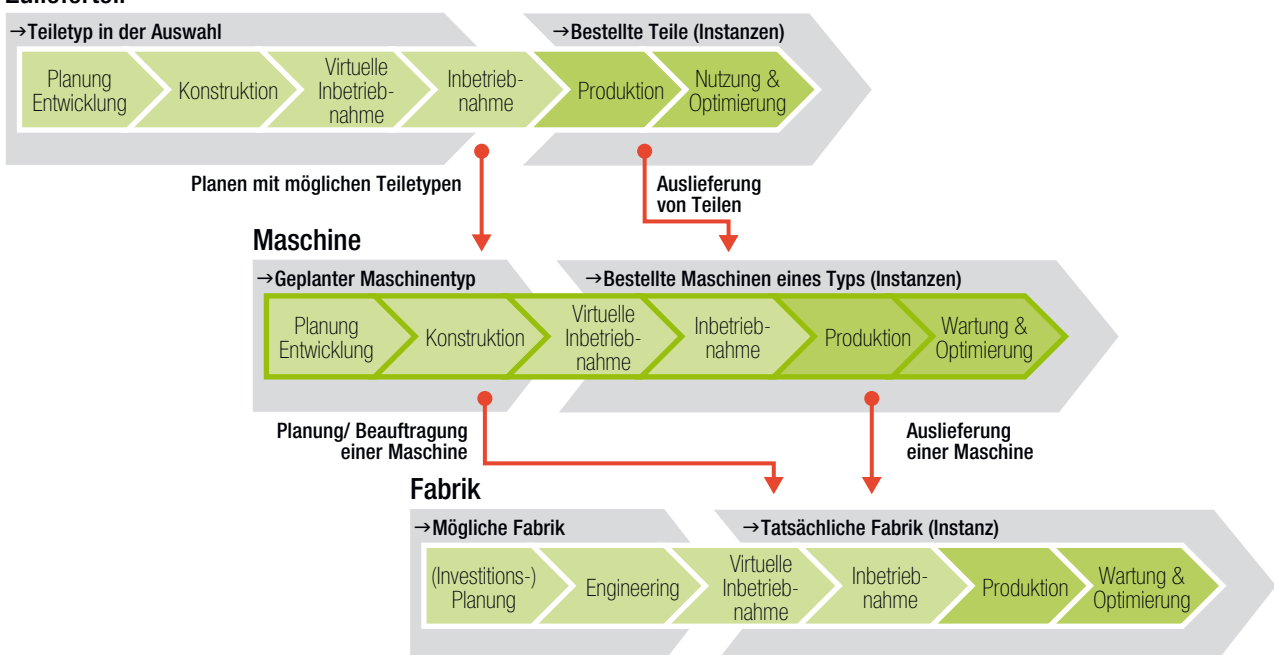 →Teiletyp in der Auswahl
→Bestellte Teile (Instanzen)
Planung
Entwicklung
Konstruktion
Virtuelle
Inbetrieb-
nahme
Inbetrieb-
nahme
Produktion
Nutzung &
Optimierung
Planen mit möglichen Teiletypen
Auslieferung
von Teilen
Maschine
→Geplanter Maschinentyp
→Bestellte Maschinen eines Typs (Instanzen)
Planung
Entwicklung
Konstruktion
Virtuelle
Inbetrieb-
nahme
Inbetrieb-
nahme
Produktion
Wartung &
Optimierung
Planung/ Beauftragung
einer Maschine
Auslieferung
einer Maschine
Fabrik
→Mögliche Fabrik
→Tatsächliche Fabrik (Instanz)
(Investitions-)
Planung
Engineering
Virtuelle
Inbetrieb-
nahme
Inbetrieb-
nahme
Produktion
Wartung &
Optimierung